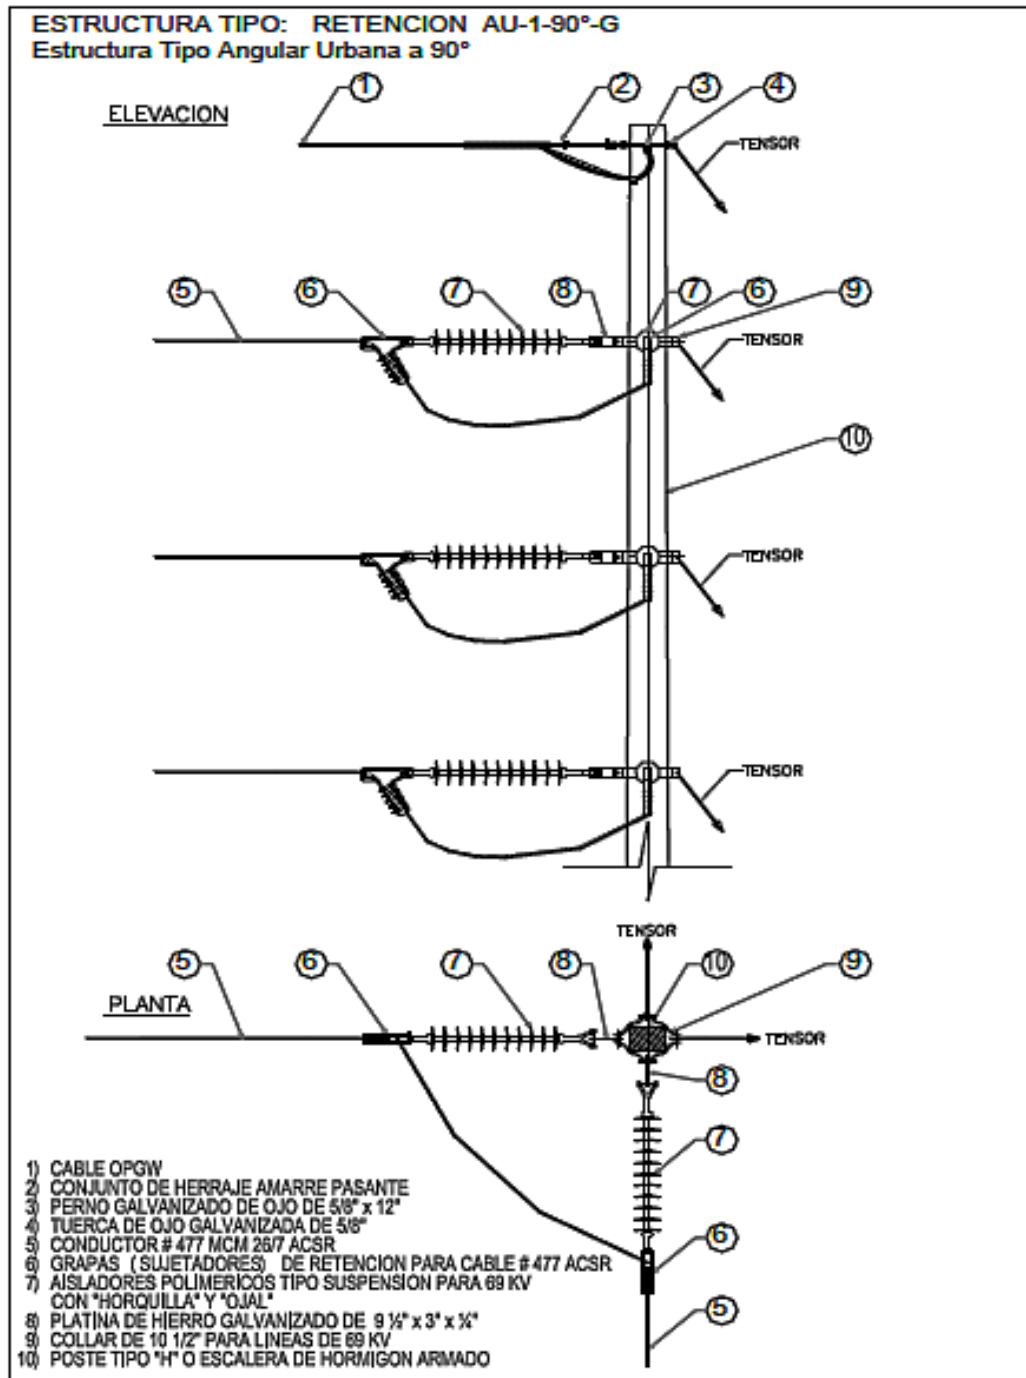 ESTRUCTURA TIPO: RETENCION AU-1-90°-G
Estructura Tipo Angular Urbana a 90°
1 2 3 4
ELEVACION
TENSOR
5 6 7 8 7 6 9
TENSOR
10
TENSOR
TENSOR
TENSOR
5 6 7 8 10 9
PLANTA
TENSOR
8
7
6
5
1) CABLE OPGW
2) CONJUNTO DE HERRAJE AMARRE PASANTE
3) PERNO GALVANIZADO DE OJO DE 5/8" x 12"
4) TUERCA DE OJO GALVANIZADA DE 5/8"
5) CONDUCTOR # 477 MCM 26/7 ACSR
6) GRAPAS ( SUJETADORES) DE RETENCION PARA CABLE # 477 ACSR
7) AISLADORES POLIMERICOS TIPO SUSPENSION PARA 69 KV
CON "HORQUILLA" Y "OJAL"
8) PLATINA DE HIERRO GALVANIZADO DE 9 ½" x 3" x ¼"
9) COLLAR DE 10 1/2" PARA LINEAS DE 69 KV
10) POSTE TIPO "H" O ESCALERA DE HORMIGON ARMADO